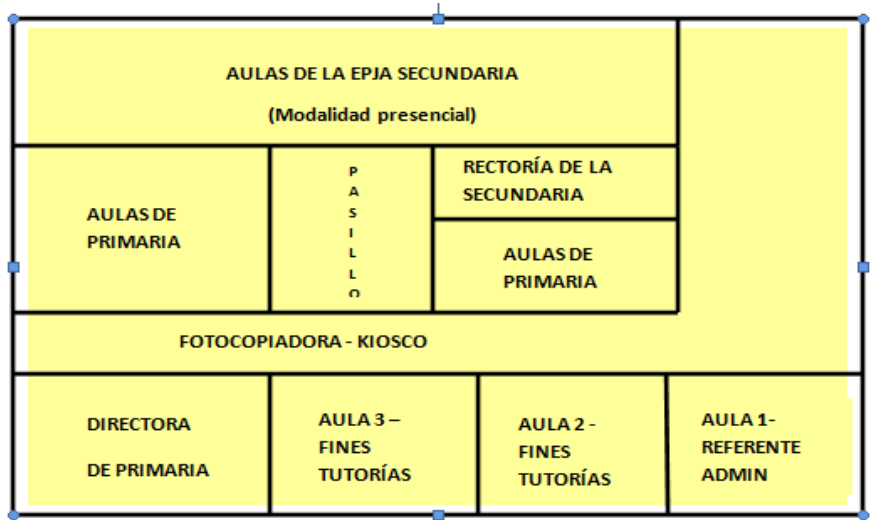 AULAS DE LA EPJA SECUNDARIA
(Modalidad presencial)
AULAS DE
PRIMARIA
P
A
S
I
L
L
O
RECTORÍA DE LA
SECUNDARIA
AULAS DE
PRIMARIA
FOTOCOPIADORA - KIOSCO
DIRECTORA
DE PRIMARIA
AULA 3 –
FINES
TUTORÍAS
AULA 2 -
FINES
TUTORÍAS
AULA 1-
REFERENTE
ADMIN